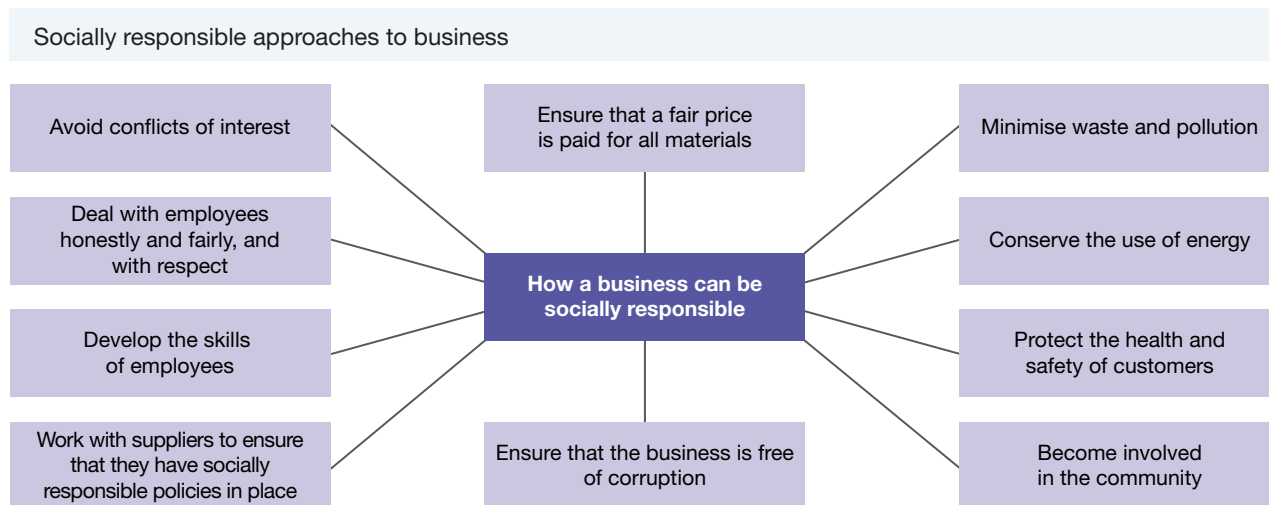 Socially responsible approaches to business
Avoid conflicts of interest
Deal with employees
honestly and fairly, and
with respect
Develop the skills
of employees
Work with suppliers to ensure
that they have socially
responsible policies in place
Ensure that a fair price
is paid for all materials
How a business can be
socially responsible
Ensure that the business is free
of corruption
Minimise waste and pollution
Conserve the use of energy
Protect the health and
safety of customers
Become involved
in the community